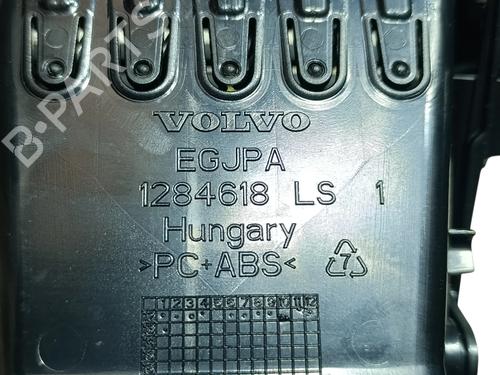 VOLVO
EGJPA
1284618 LS 1
Hungary
>PC+ABS< 7
1 2 3 4 5 6 7 8 9 10 11 12
B-PARTS